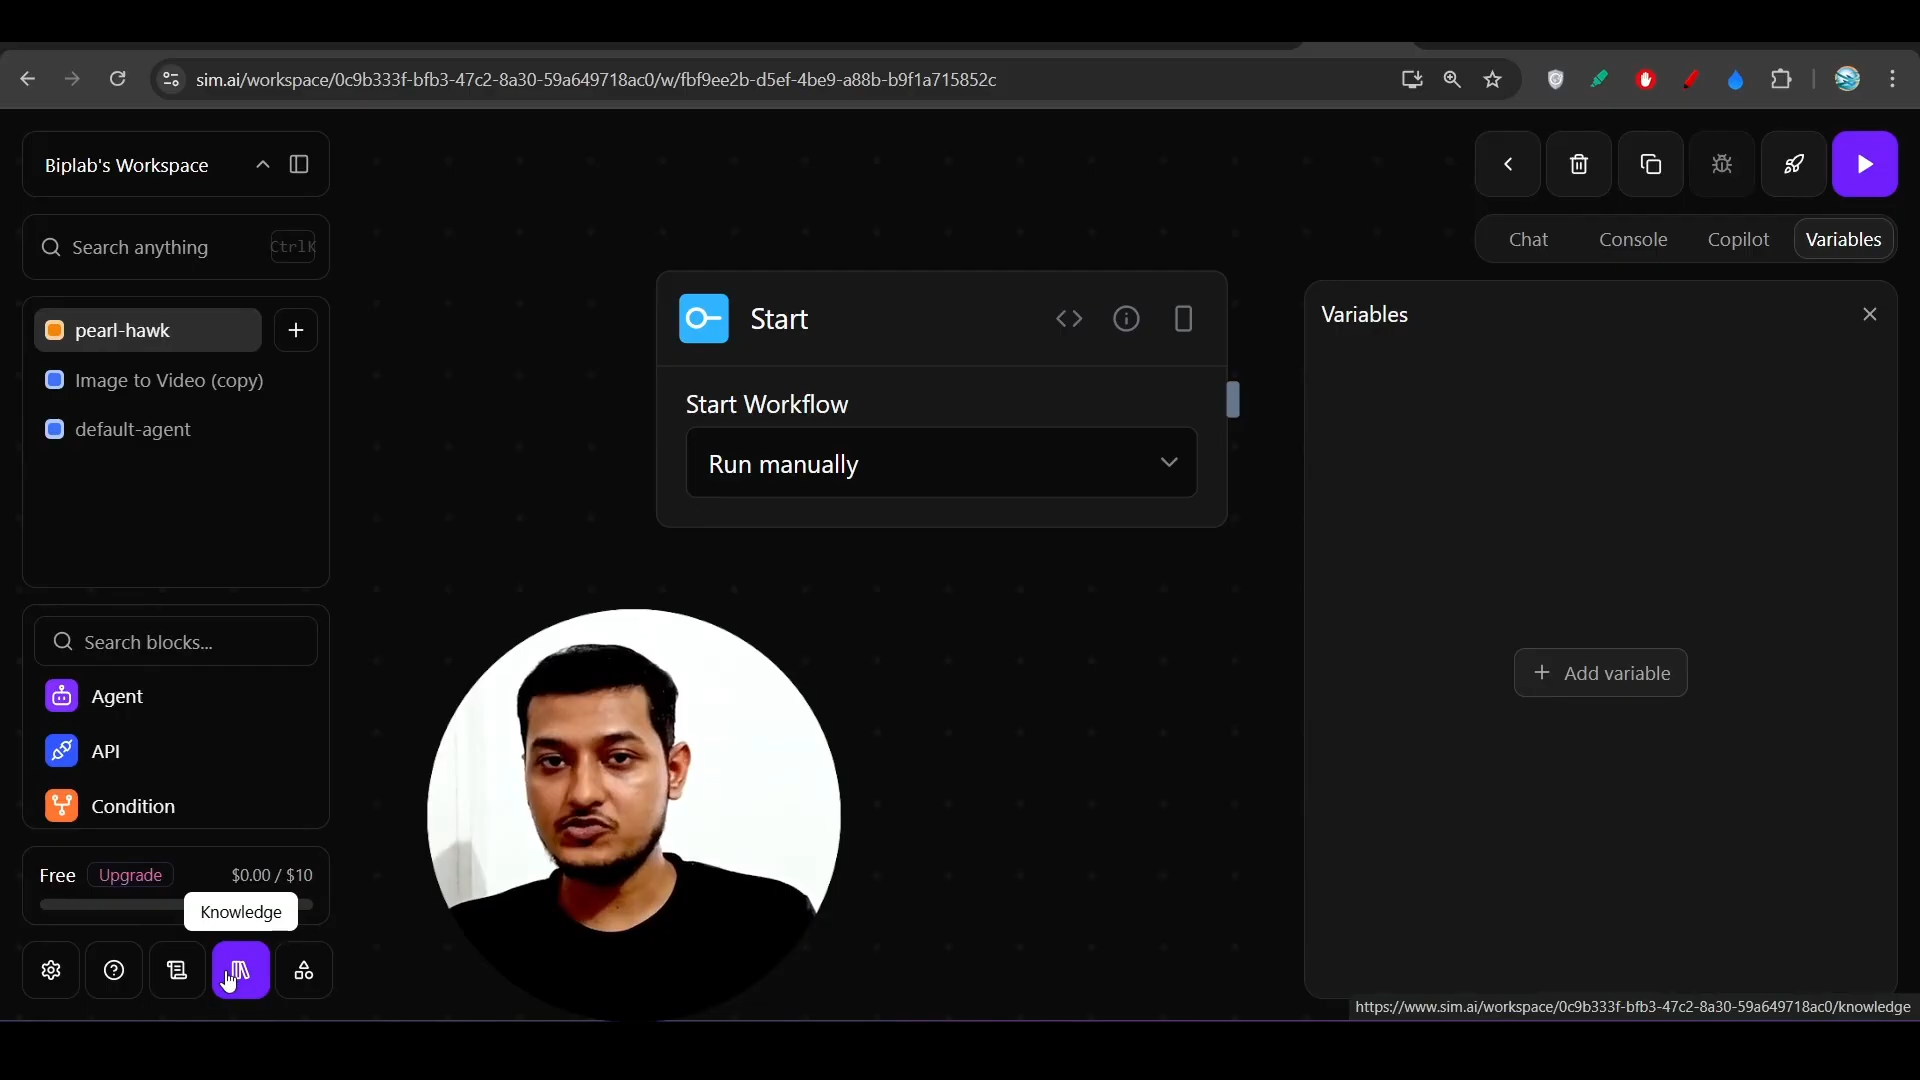 sim.ai/workspace/0c9b333f-bfb3-47c2-8a30-59a649718ac0/w/fbf9ee2b-d5ef-4be9-a88b-b9f1a715852c
Biplab's Workspace
Search anything
CtrlK
Chat
Console
Copilot
Variables
Start
Variables
pearl-hawk
Image to Video (copy)
default-agent
Start Workflow
Run manually
Search blocks...
Add variable
Agent
API
Condition
Free
Upgrade
$0.00 / $10
Knowledge
https://www.sim.ai/workspace/0c9b333f-bfb3-47c2-8a30-59a649718ac0/knowledge